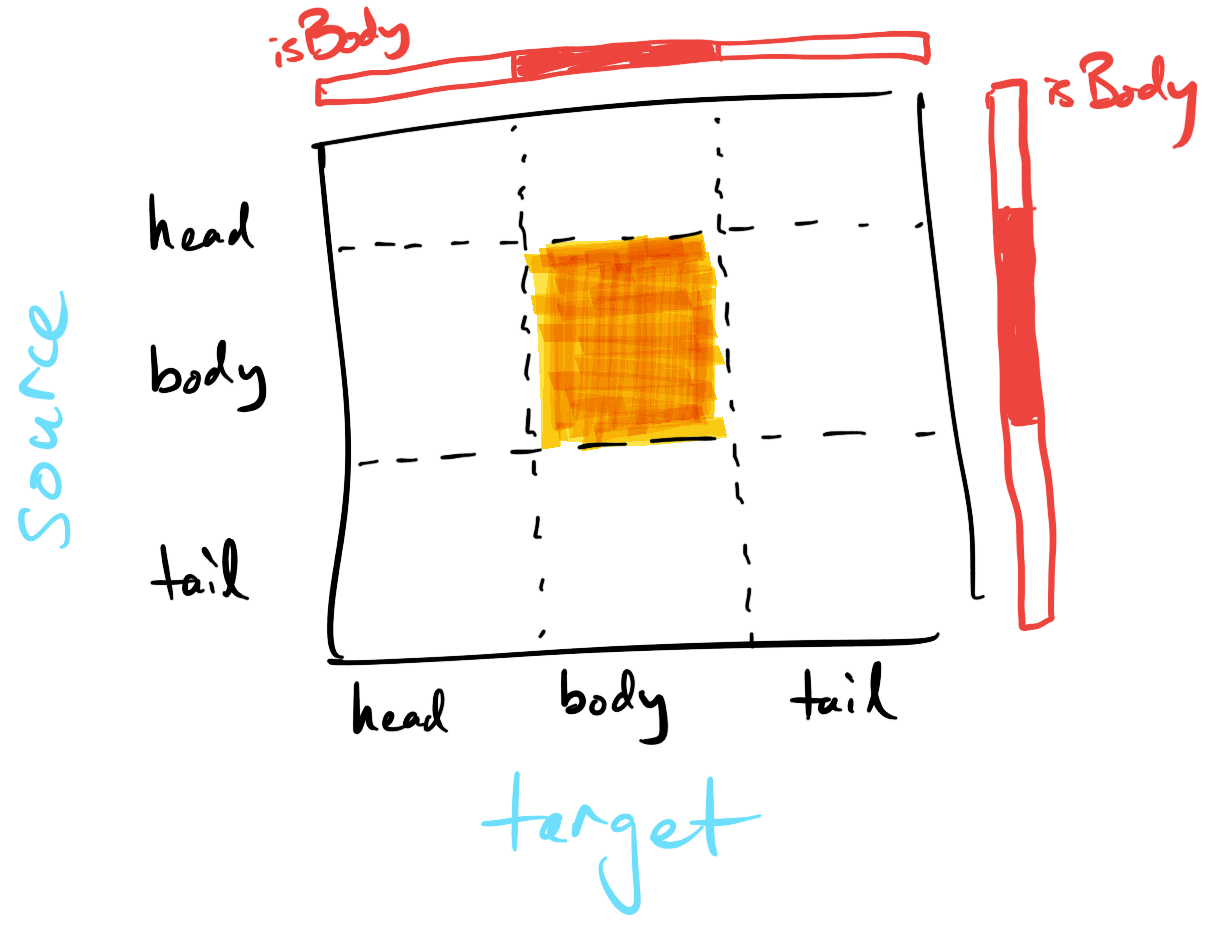 isBody
isBody
head
body
tail
source
head body tail
target